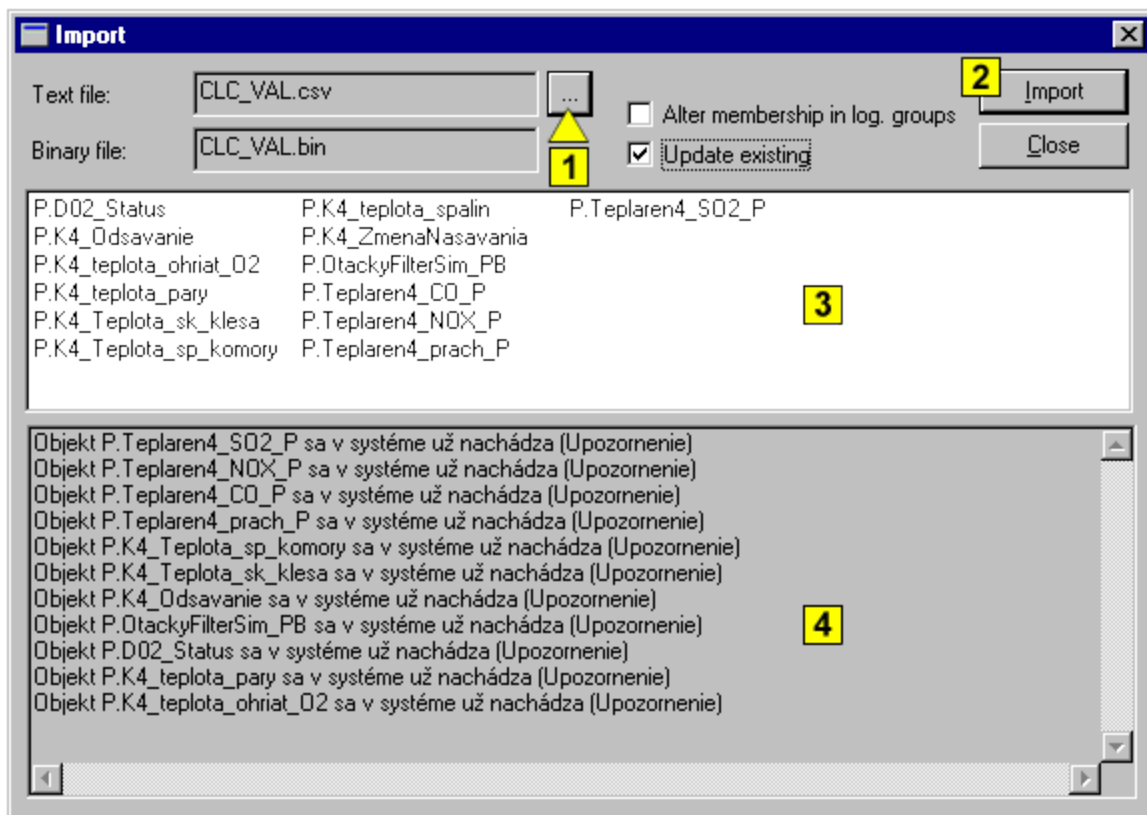 Import
Text file:
CLC_VAL.csv
...
2
Import
Alter membership in log. groups
Binary file:
CLC_VAL.bin
1
Update existing
Close
P.D02_Status P.K4_teplota_spalin P.Teplaren4_SO2_P
P.K4_Odsavanie P.K4_ZmenaNasavania
P.K4_teplota_ohriat_O2 P.OtackyFilterSim_PB
P.K4_teplota_pary P.Teplaren4_CO_P
P.K4_Teplota_sk_klesa P.Teplaren4_NOX_P
P.K4_Teplota_sp_komory P.Teplaren4_prach_P
3
Objekt P.Teplaren4_SO2_P sa v systéme už nachádza (Upozornenie)
Objekt P.Teplaren4_NOX_P sa v systéme už nachádza (Upozornenie)
Objekt P.Teplaren4_CO_P sa v systéme už nachádza (Upozornenie)
Objekt P.Teplaren4_prach_P sa v systéme už nachádza (Upozornenie)
Objekt P.K4_Teplota_sp_komory sa v systéme už nachádza (Upozornenie)
Objekt P.K4_Teplota_sk_klesa sa v systéme už nachádza (Upozornenie)
Objekt P.K4_Odsavanie sa v systéme už nachádza (Upozornenie)
Objekt P.OtackyFilterSim_PB sa v systéme už nachádza (Upozornenie)
Objekt P.D02_Status sa v systéme už nachádza (Upozornenie)
Objekt P.K4_teplota_pary sa v systéme už nachádza (Upozornenie)
Objekt P.K4_teplota_ohriat_O2 sa v systéme už nachádza (Upozornenie)
4